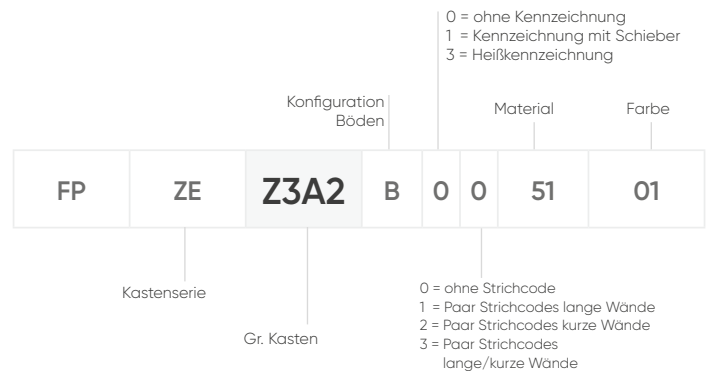 0 = ohne Kennzeichnung
1 = Kennzeichnung mit Schieber
3 = Heißkennzeichnung
Konfiguration
Böden
Material
Farbe
FP ZE Z3A2 B 0 0 51 01
Kastenserie
Gr. Kasten
0 = ohne Strichcode
1 = Paar Strichcodes lange Wände
2 = Paar Strichcodes kurze Wände
3 = Paar Strichcodes
lange/kurze Wände